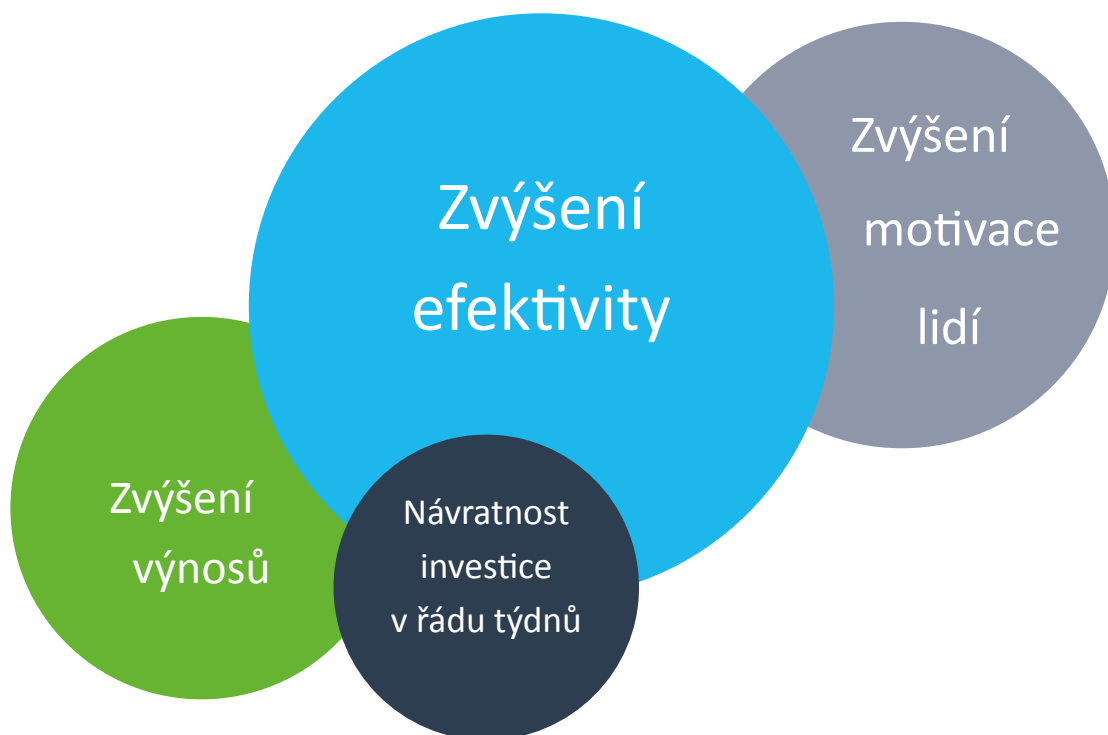 Zvýšení
efektivity
Zvýšení
motivace
lidí
Zvýšení
výnosů
Návratnost
investice
v řádu týdnů